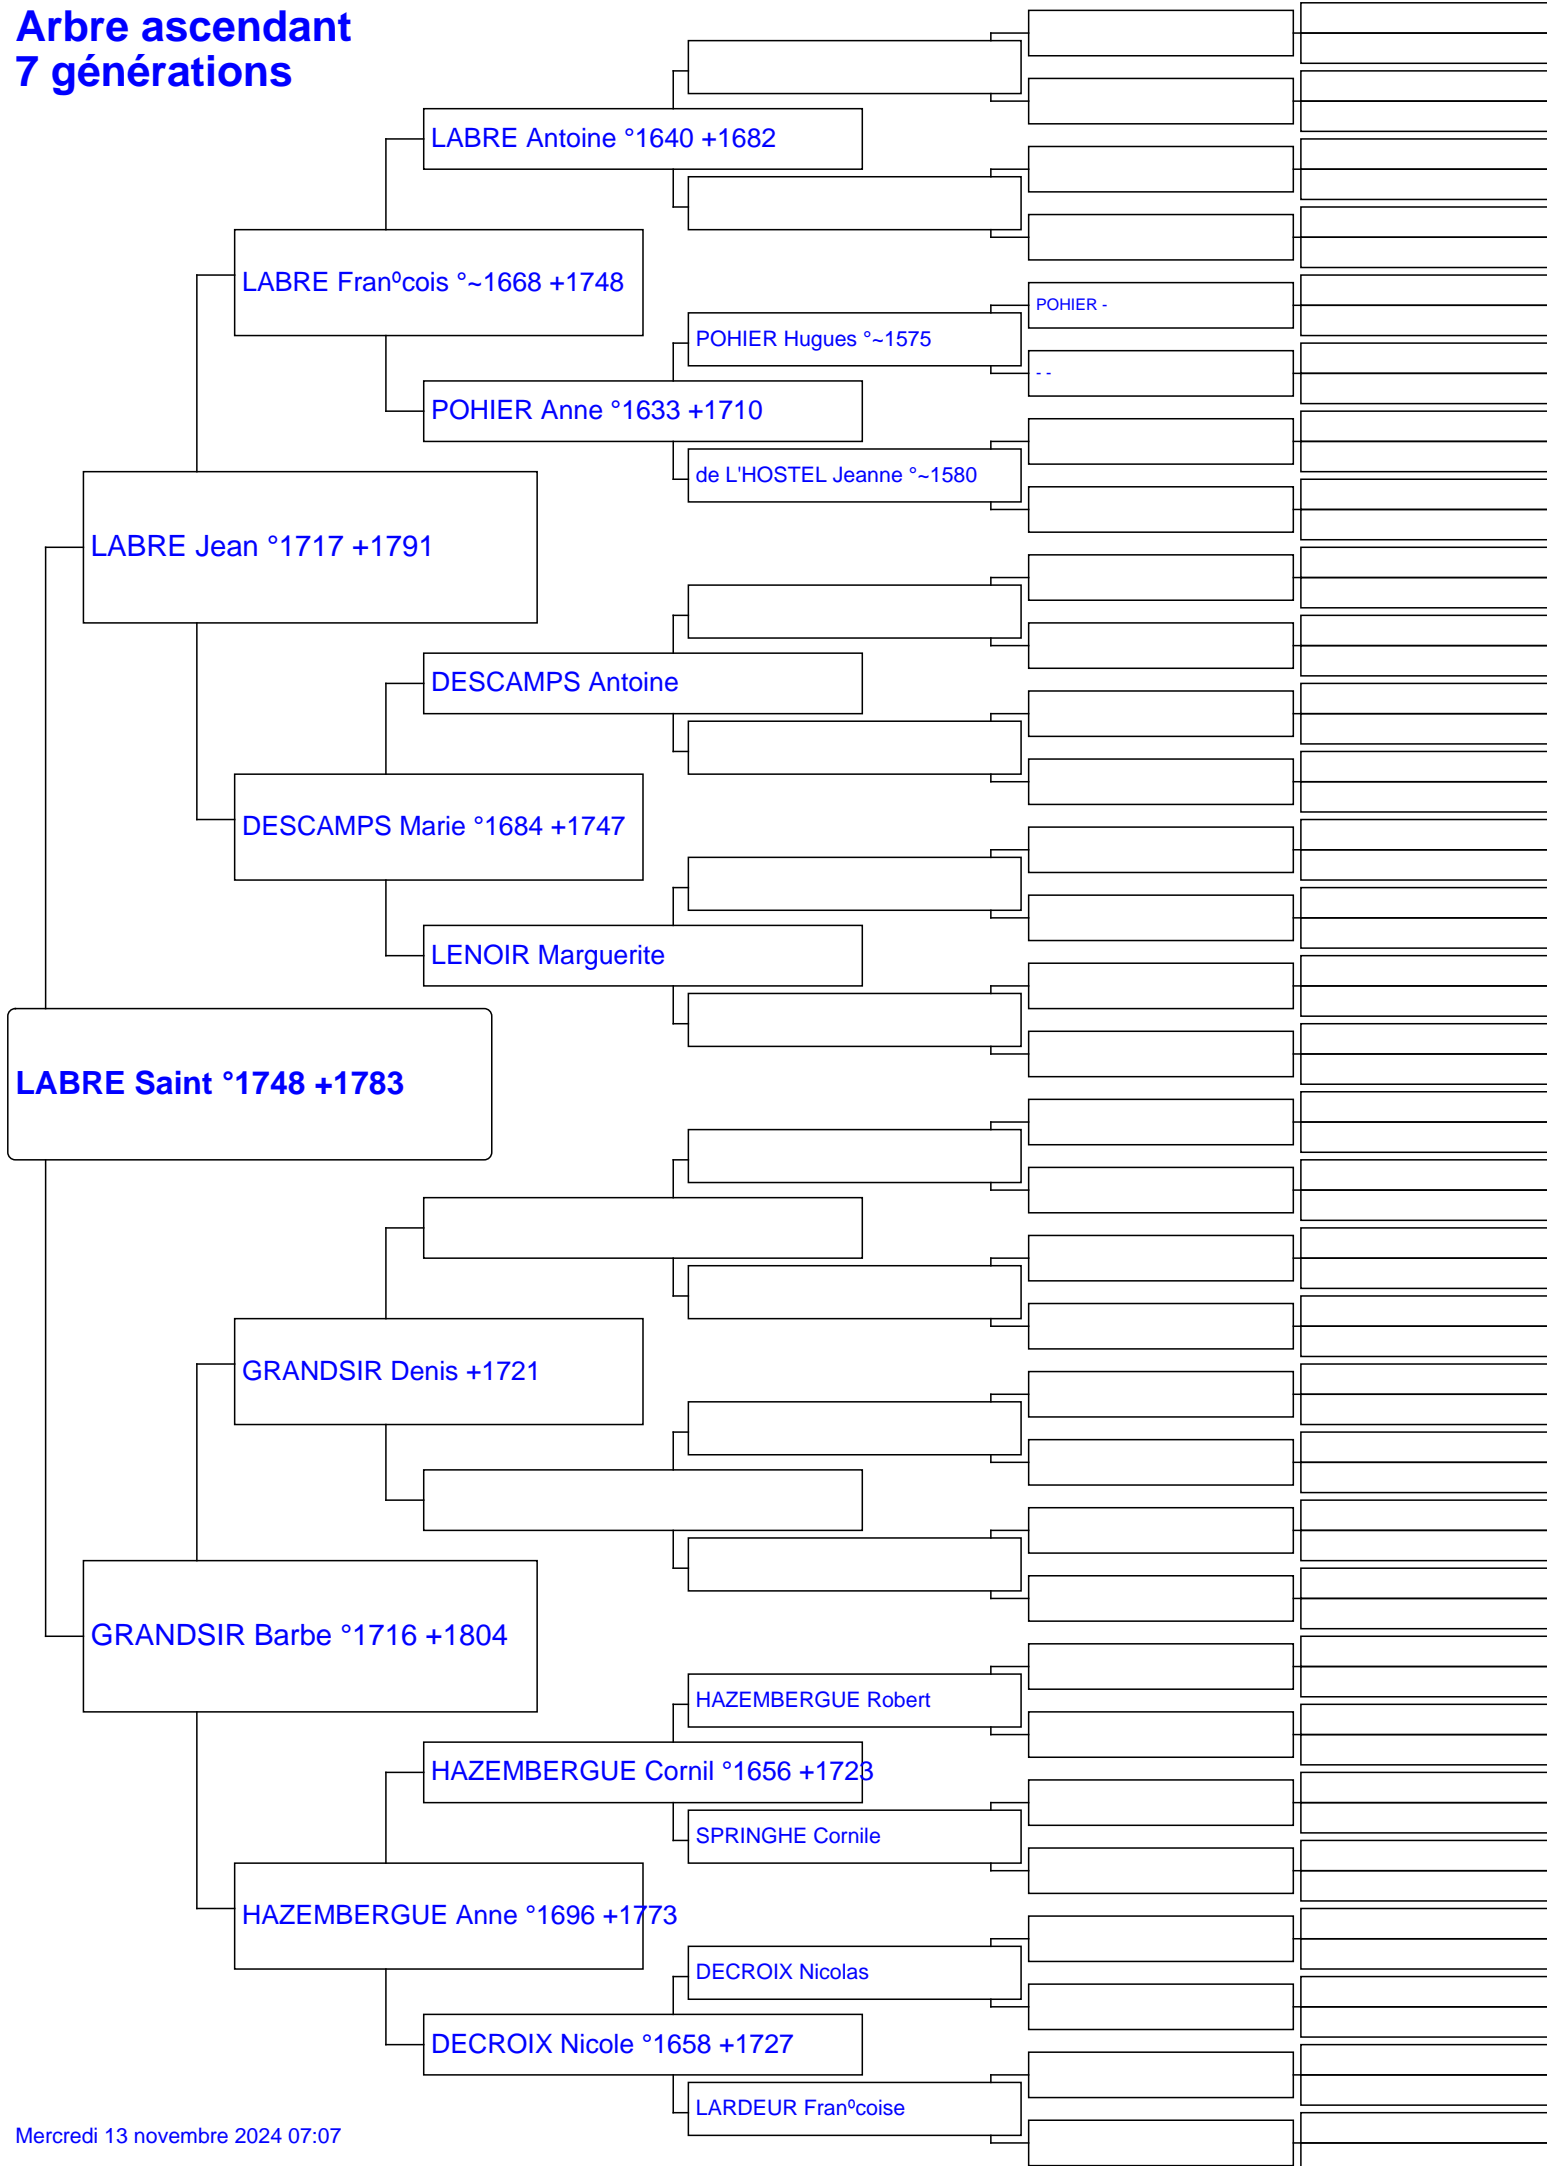 Arbre ascendant
7 générations
LABRE Antoine °1640 +1682
LABRE Franºcois °~1668 +1748
POHIER -
POHIER Hugues °~1575
- -
POHIER Anne °1633 +1710
de L'HOSTEL Jeanne °~1580
LABRE Jean °1717 +1791
DESCAMPS Antoine
DESCAMPS Marie °1684 +1747
LENOIR Marguerite
LABRE Saint °1748 +1783
GRANDSIR Denis +1721
GRANDSIR Barbe °1716 +1804
HAZEMBERGUE Robert
HAZEMBERGUE Cornil °1656 +1723
SPRINGHE Cornile
HAZEMBERGUE Anne °1696 +1773
DECROIX Nicolas
DECROIX Nicole °1658 +1727
LARDEUR Franºcoise
Mercredi 13 novembre 2024 07:07